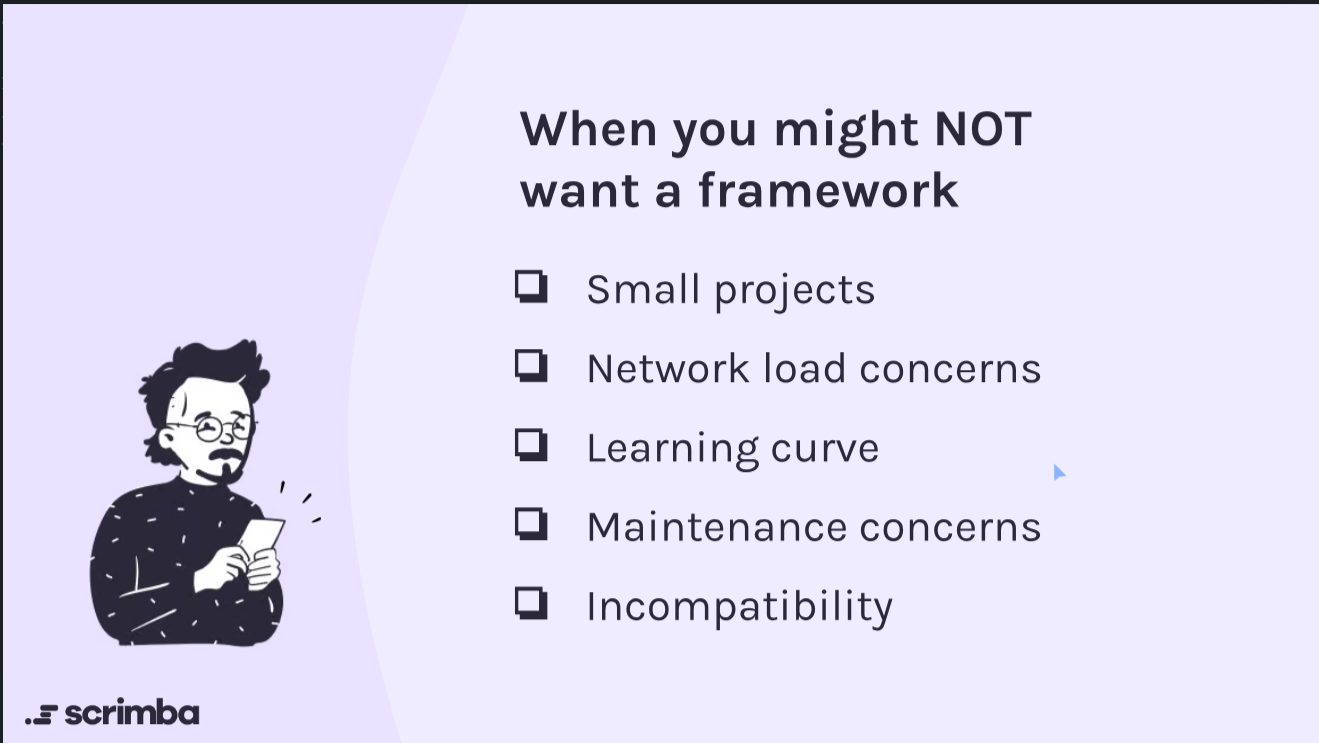 When you might NOT
want a framework
Small projects
Network load concerns
Learning curve
Maintenance concerns
Incompatibility
scrimba